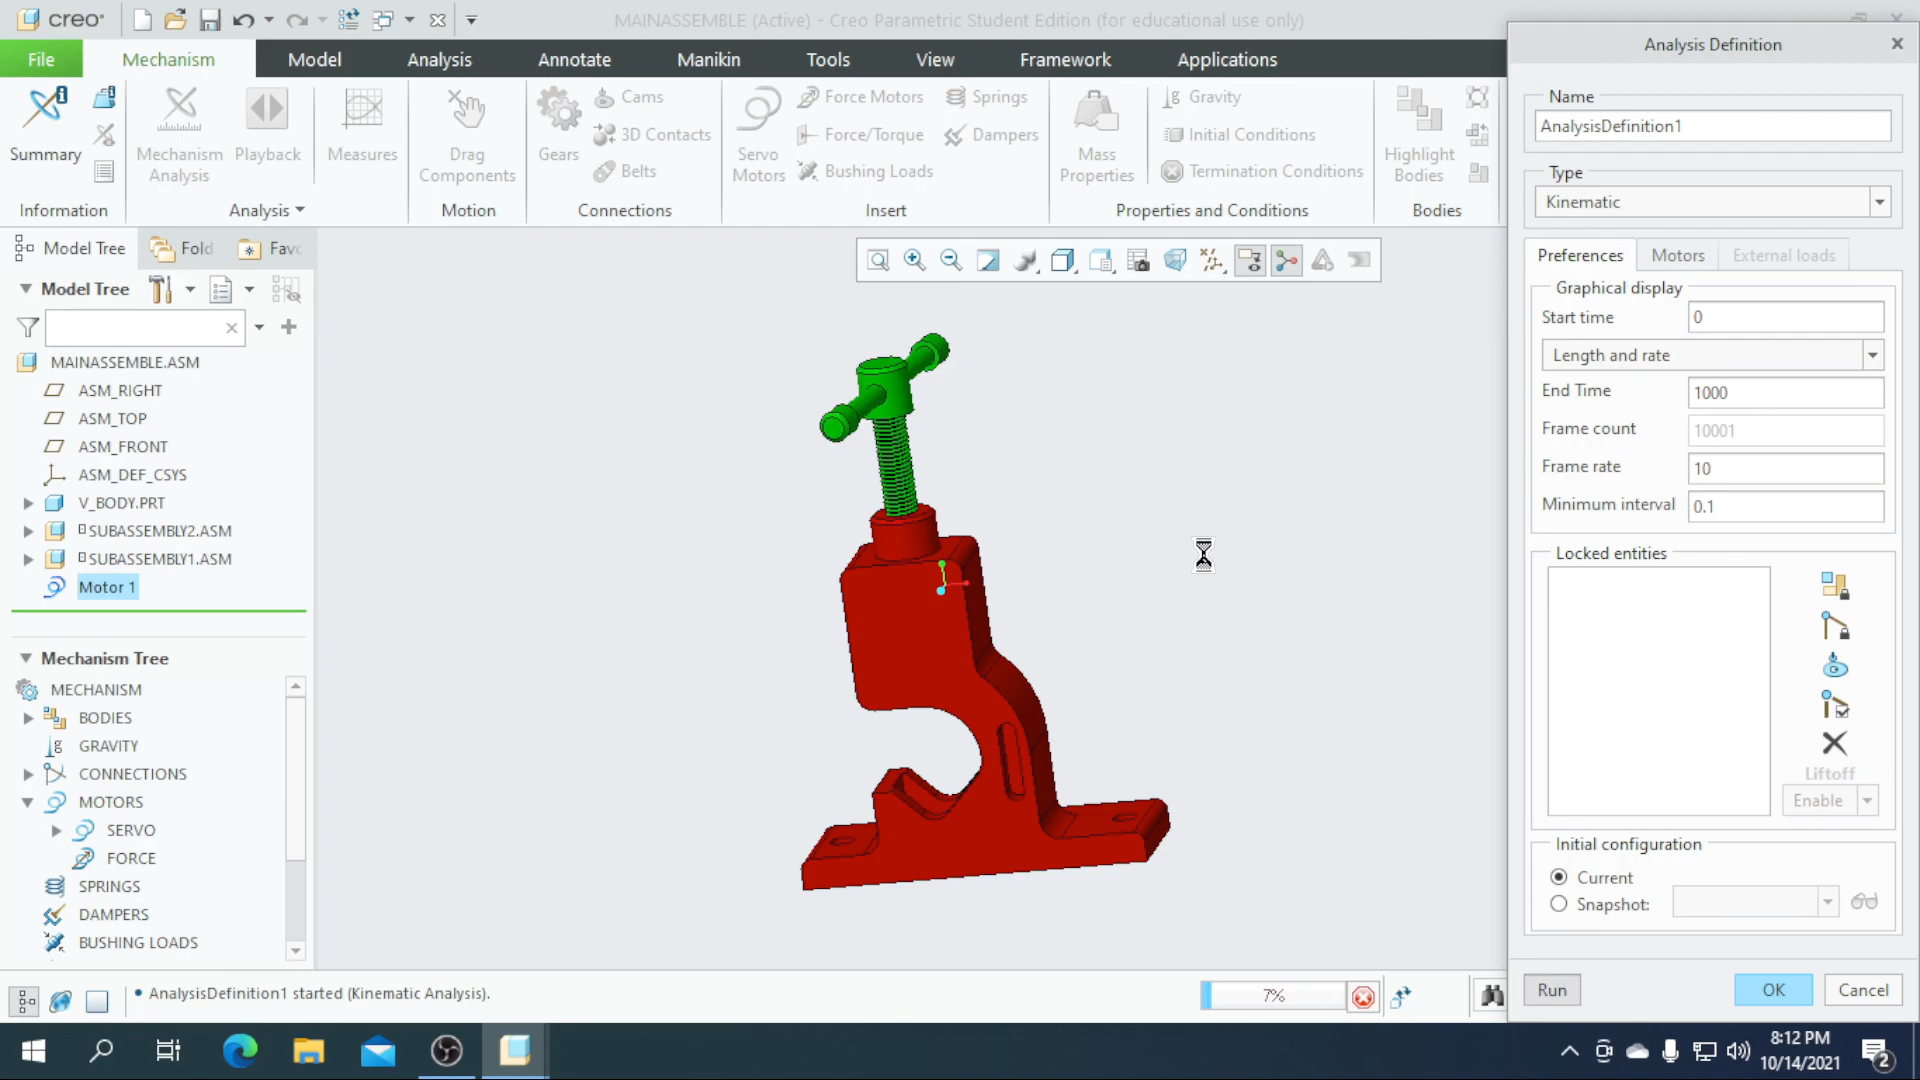 creo
MAINASSEMBLE (Active) - Creo Parametric Student Edition (for educational use only)
File
Mechanism
Model
Analysis
Annotate
Manikin
Tools
View
Framework
Applications
Summary
Mechanism
Analysis
Playback
Measures
Drag
Components
Gears
Cams
3D Contacts
Belts
Servo
Motors
Force Motors
Force/Torque
Bushing Loads
Springs
Dampers
Mass
Properties
Gravity
Initial Conditions
Termination Conditions
Highlight
Bodies
Information
Analysis
Motion
Connections
Insert
Properties and Conditions
Bodies
Model Tree
Fold
Favo
Model Tree
MAINASSEMBLE.ASM
ASM_RIGHT
ASM_TOP
ASM_FRONT
ASM_DEF_CSYS
V_BODY.PRT
SUBASSEMBLY2.ASM
SUBASSEMBLY1.ASM
Motor 1
Mechanism Tree
MECHANISM
BODIES
GRAVITY
CONNECTIONS
MOTORS
SERVO
FORCE
SPRINGS
DAMPERS
BUSHING LOADS
Analysis Definition
Name
AnalysisDefinition1
Type
Kinematic
Preferences
Motors
External loads
Graphical display
Start time
0
Length and rate
End Time
1000
Frame count
10001
Frame rate
10
Minimum interval
0.1
Locked entities
Liftoff
Enable
Initial configuration
Current
Snapshot:
Run
OK
Cancel
• AnalysisDefinition1 started (Kinematic Analysis).
7%
8:12 PM
10/14/2021
2